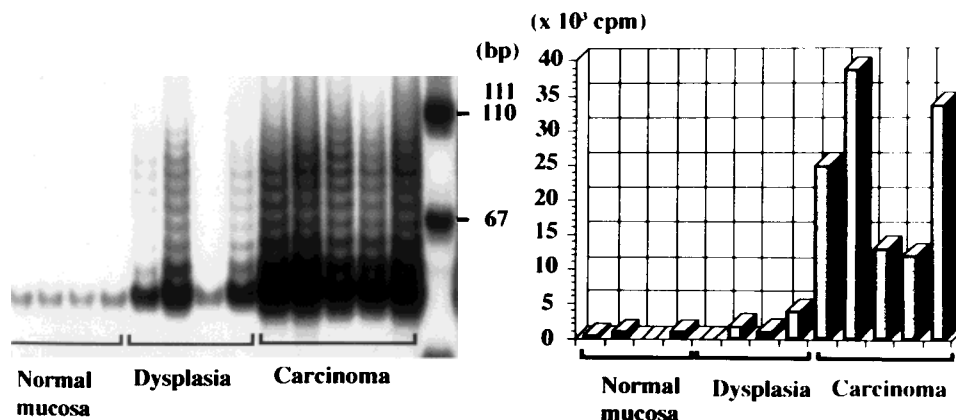 (bp)
111
110
67
Normal
mucosa
Dysplasia
Carcinoma
(x 10³ cpm)
40
35
30
25
20
15
10
5
0
Normal
mucosa
Dysplasia
Carcinoma